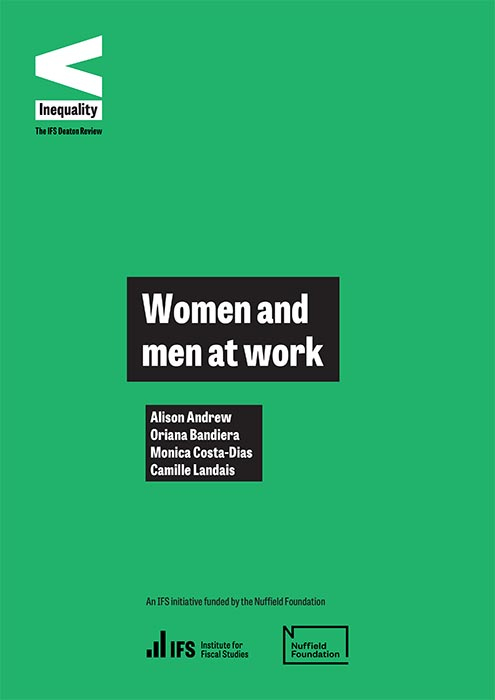 Inequality
The IFS Deaton Review
Women and
men at work
Alison Andrew
Oriana Bandiera
Monica Costa-Dias
Camille Landais
An IFS initiative funded by the Nuffield Foundation
IFS
Institute for
Fiscal Studies
Nuffield
Foundation